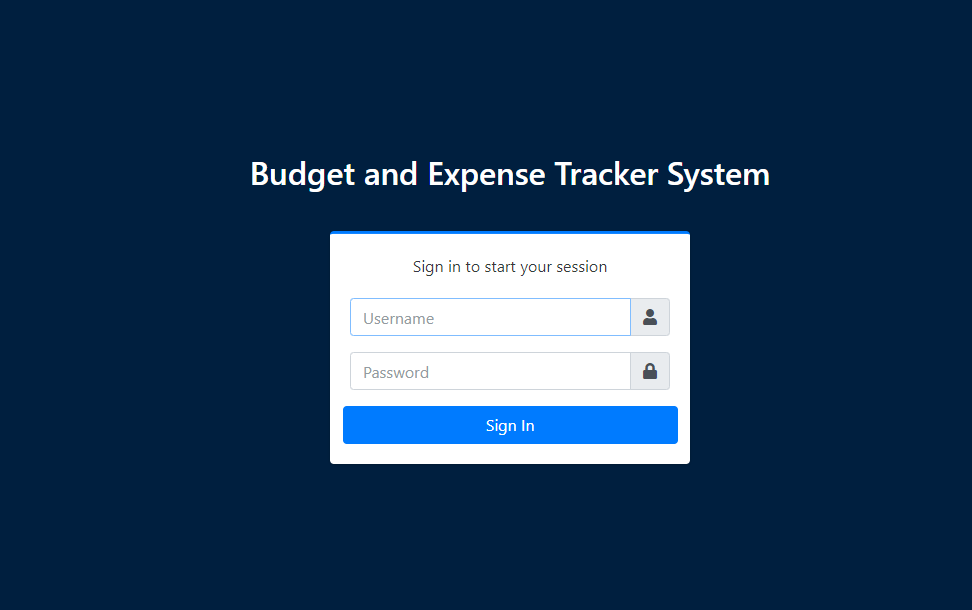 Budget and Expense Tracker System
Sign in to start your session
Username
Password
Sign In